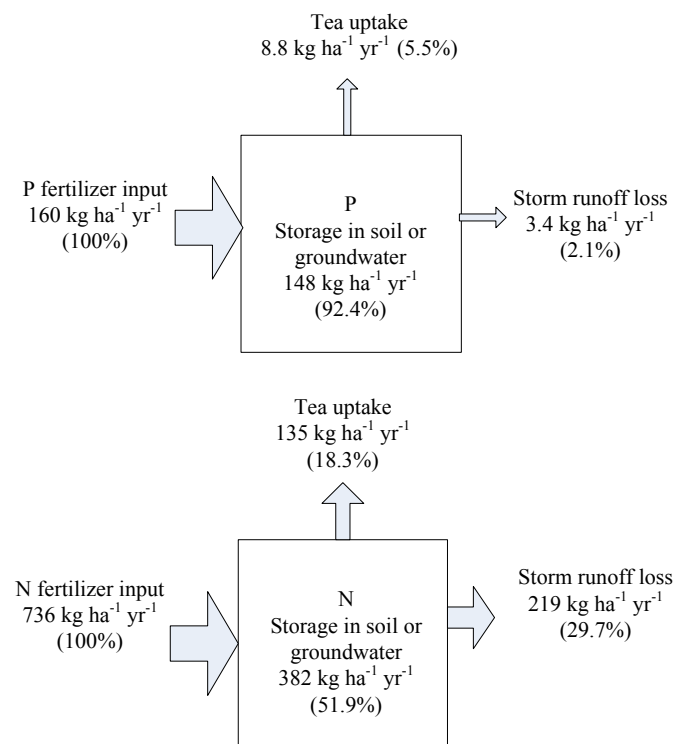 Tea uptake
8.8 kg ha⁻¹ yr⁻¹ (5.5%)
P fertilizer input
160 kg ha⁻¹ yr⁻¹
(100%)
P
Storage in soil or
groundwater
148 kg ha⁻¹ yr⁻¹
(92.4%)
Storm runoff loss
3.4 kg ha⁻¹ yr⁻¹
(2.1%)
Tea uptake
135 kg ha⁻¹ yr⁻¹
(18.3%)
N fertilizer input
736 kg ha⁻¹ yr⁻¹
(100%)
N
Storage in soil or
groundwater
382 kg ha⁻¹ yr⁻¹
(51.9%)
Storm runoff loss
219 kg ha⁻¹ yr⁻¹
(29.7%)